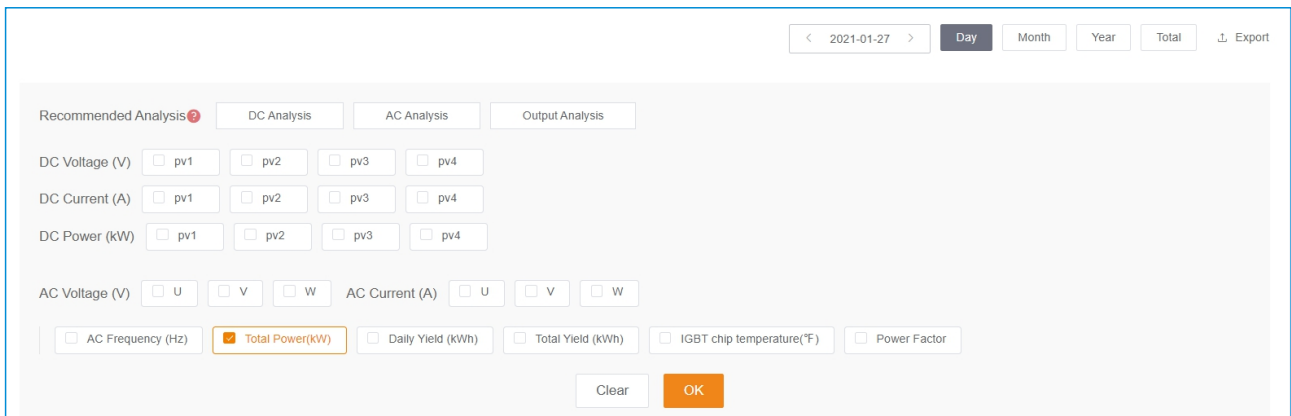 2021-01-27 Day Month Year Total Export
Recommended Analysis ? DC Analysis AC Analysis Output Analysis
DC Voltage (V) pv1 pv2 pv3 pv4
DC Current (A) pv1 pv2 pv3 pv4
DC Power (kW) pv1 pv2 pv3 pv4
AC Voltage (V) U V W AC Current (A) U V W
AC Frequency (Hz) Total Power(kW) Daily Yield (kWh) Total Yield (kWh) IGBT chip temperature(℉) Power Factor
Clear OK